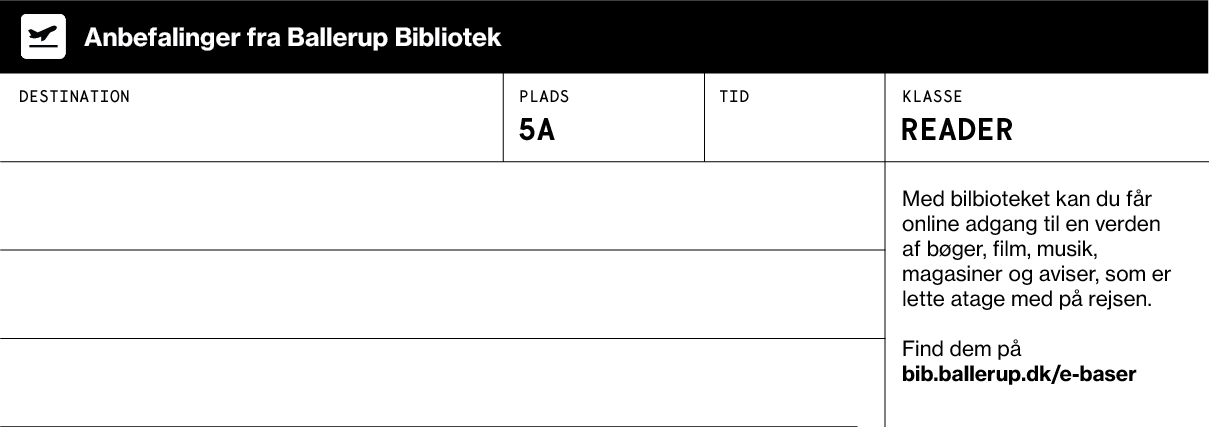 Anbefalinger fra Ballerup Bibliotek
DESTINATION
PLADS
5A
TID
KLASSE
READER
Med bilbioteket kan du får
online adgang til en verden
af bøger, film, musik,
magasiner og aviser, som er
lette atage med på rejsen.
Find dem på
bib.ballerup.dk/e-baser